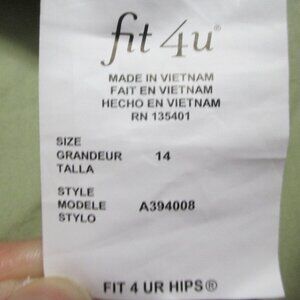 fit 4u®
MADE IN VIETNAM
FAIT EN VIETNAM
HECHO EN VIETNAM
RN 135401
SIZE
GRANDEUR 14
TALLA
STYLE
MODELE A394008
STYLO
FIT 4 UR HIPS®